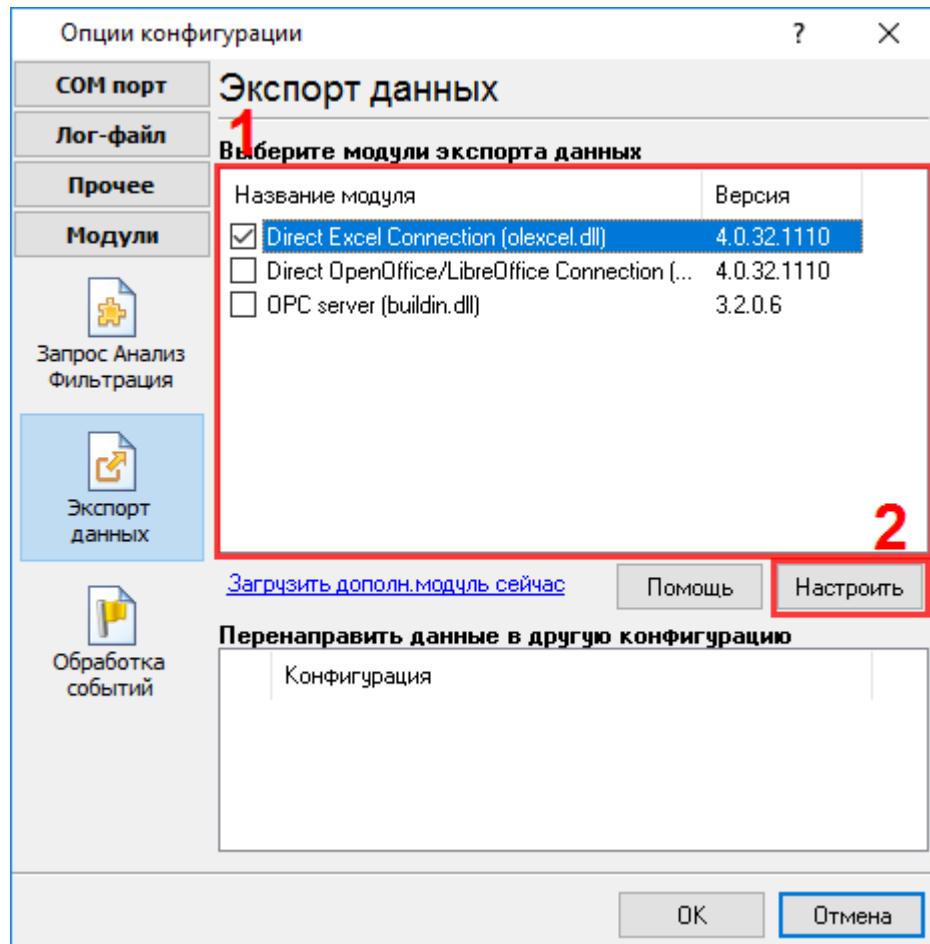 Опции конфигурации
?
COM порт
Лог-файл
Прочее
Модули
Запрос Анализ
Фильтрация
Экспорт
данных
Обработка
событий
Экспорт данных
1
Выберите модули экспорта данных
Название модуля Версия
Direct Excel Connection (olexcel.dll) 4.0.32.1110
Direct OpenOffice/LibreOffice Connection (... 4.0.32.1110
OPC server (buildin.dll) 3.2.0.6
2
Загрузить дополн.модуль сейчас
Помощь
Настроить
Перенаправить данные в другую конфигурацию
Конфигурация
OK
Отмена